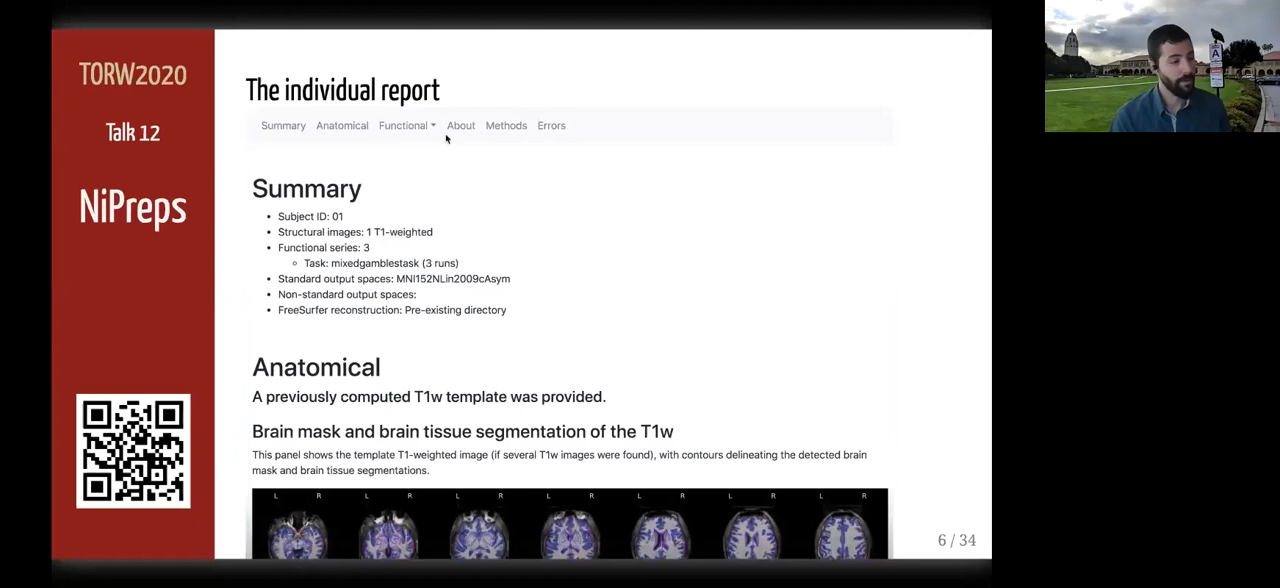 TORW2020
Talk 12
NiPreps
The individual report
Summary Anatomical Functional About Methods Errors
Summary
Subject ID: 01
Structural images: 1 T1-weighted
Functional series: 3
Task: mixedgamblestask (3 runs)
Standard output spaces: MNI152NLin2009cAsym
Non-standard output spaces:
FreeSurfer reconstruction: Pre-existing directory
Anatomical
A previously computed T1w template was provided.
Brain mask and brain tissue segmentation of the T1w
This panel shows the template T1-weighted image (if several T1w images were found), with contours delineating the detected brain
mask and brain tissue segmentations.
L R L R L R L R L R L R L R
6 / 34
A